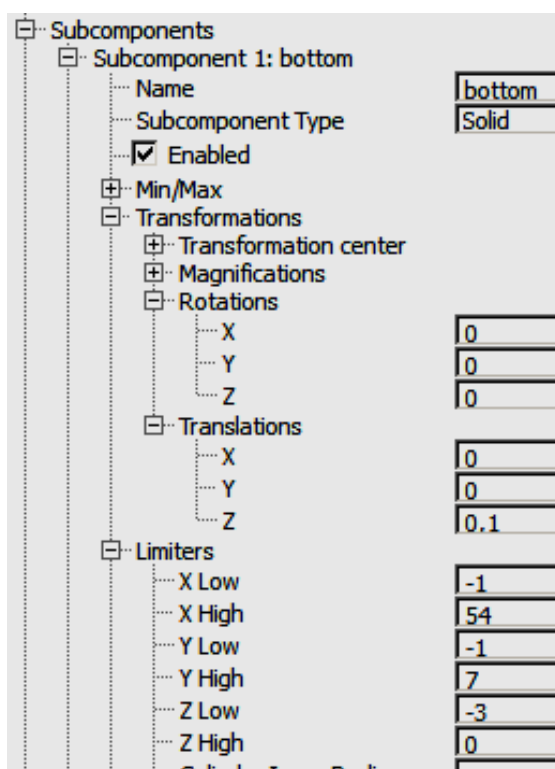 Subcomponents
Subcomponent 1: bottom
Name bottom
Subcomponent Type Solid
Enabled
Min/Max
Transformations
Transformation center
Magnifications
Rotations
X 0
Y 0
Z 0
Translations
X 0
Y 0
Z 0.1
Limiters
X Low -1
X High 54
Y Low -1
Y High 7
Z Low -3
Z High 0